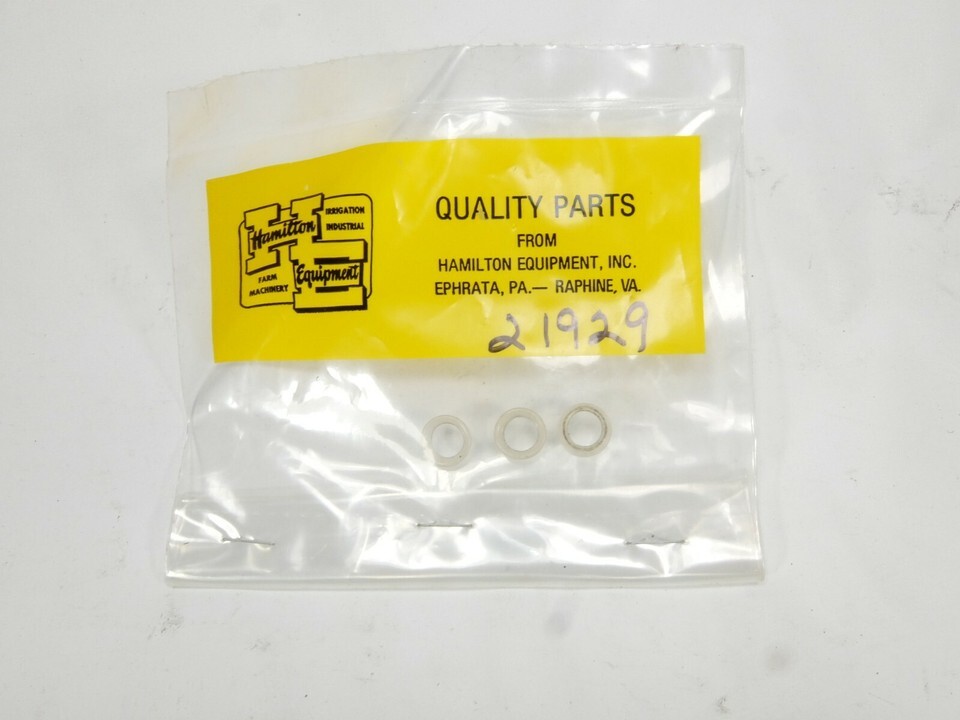 Hamilton
Equipment
IRRIGATION
INDUSTRIAL
FARM
MACHINERY
QUALITY PARTS
FROM
HAMILTON EQUIPMENT, INC.
EPHRATA, PA.— RAPHINE, VA.
21929